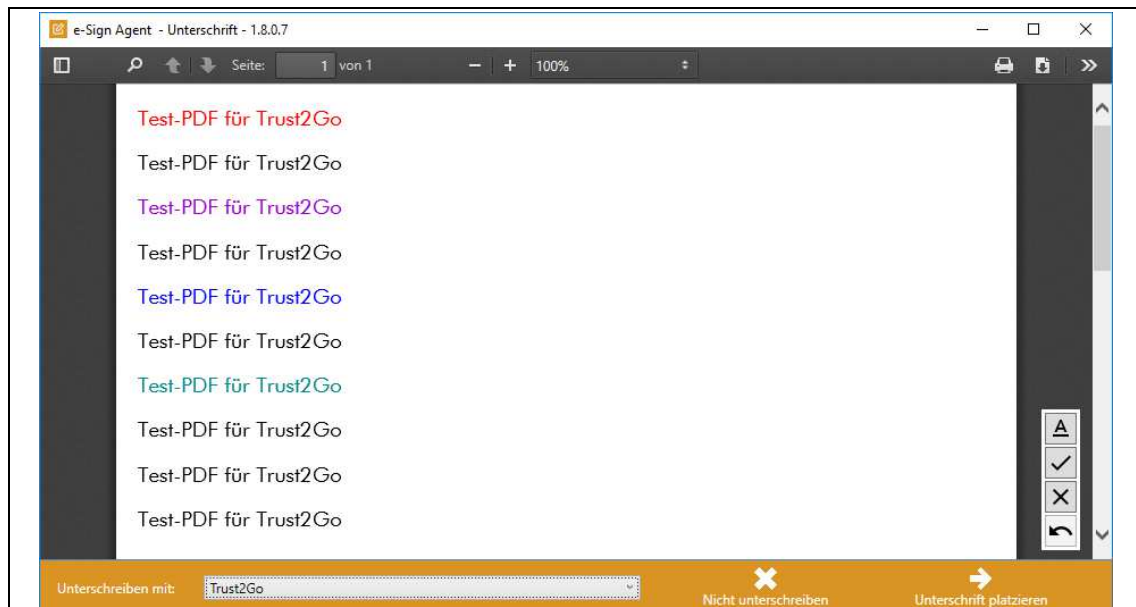 e-Sign Agent - Unterschrift - 1.8.0.7
Seite: 1 von 1 100%
Test-PDF für Trust2Go
Test-PDF für Trust2Go
Test-PDF für Trust2Go
Test-PDF für Trust2Go
Test-PDF für Trust2Go
Test-PDF für Trust2Go
Test-PDF für Trust2Go
Test-PDF für Trust2Go
Test-PDF für Trust2Go
Test-PDF für Trust2Go
A
Unterschreiben mit: Trust2Go Nicht unterschreiben Unterschrift platzieren